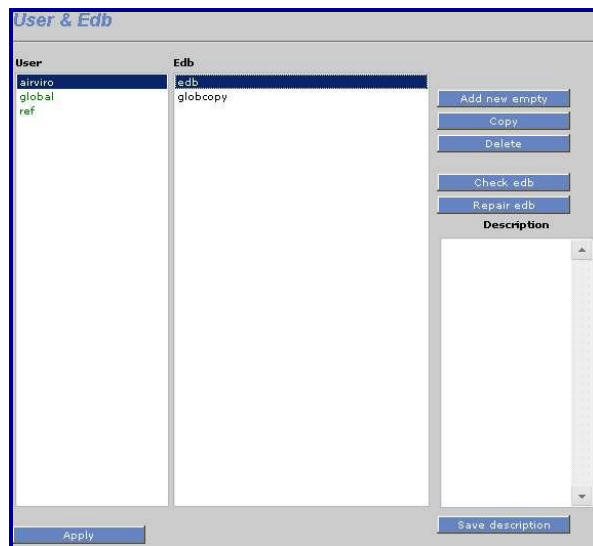 User & Edb
User
Edb
airviro
global
ref
edb
globcopy
Add new empty
Copy
Delete
Check edb
Repair edb
Description
Save description
Apply